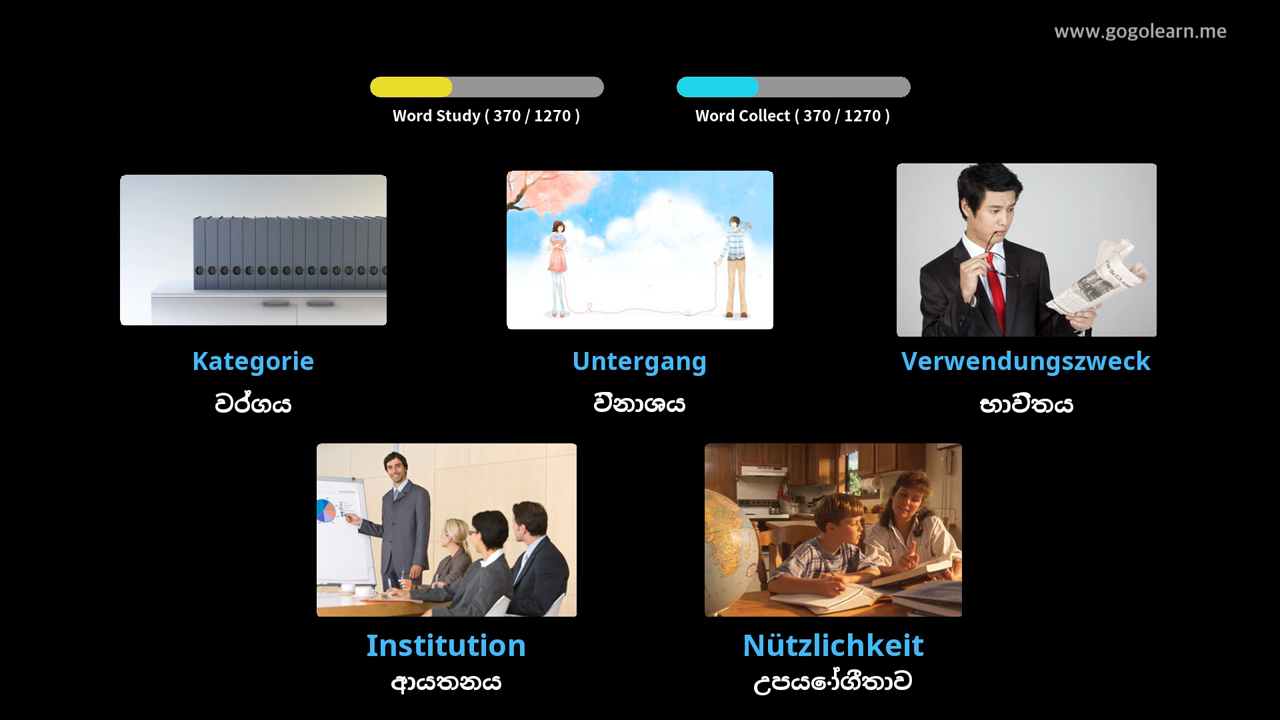 www.gogolearn.me
Word Study ( 370 / 1270 )
Word Collect ( 370 / 1270 )
Kategorie
Untergang
Verwendungszweck
වර්ගය
විනාශය
භාවිතය
Institution
Nützlichkeit
ආයතනය
උපයෝගීතාව